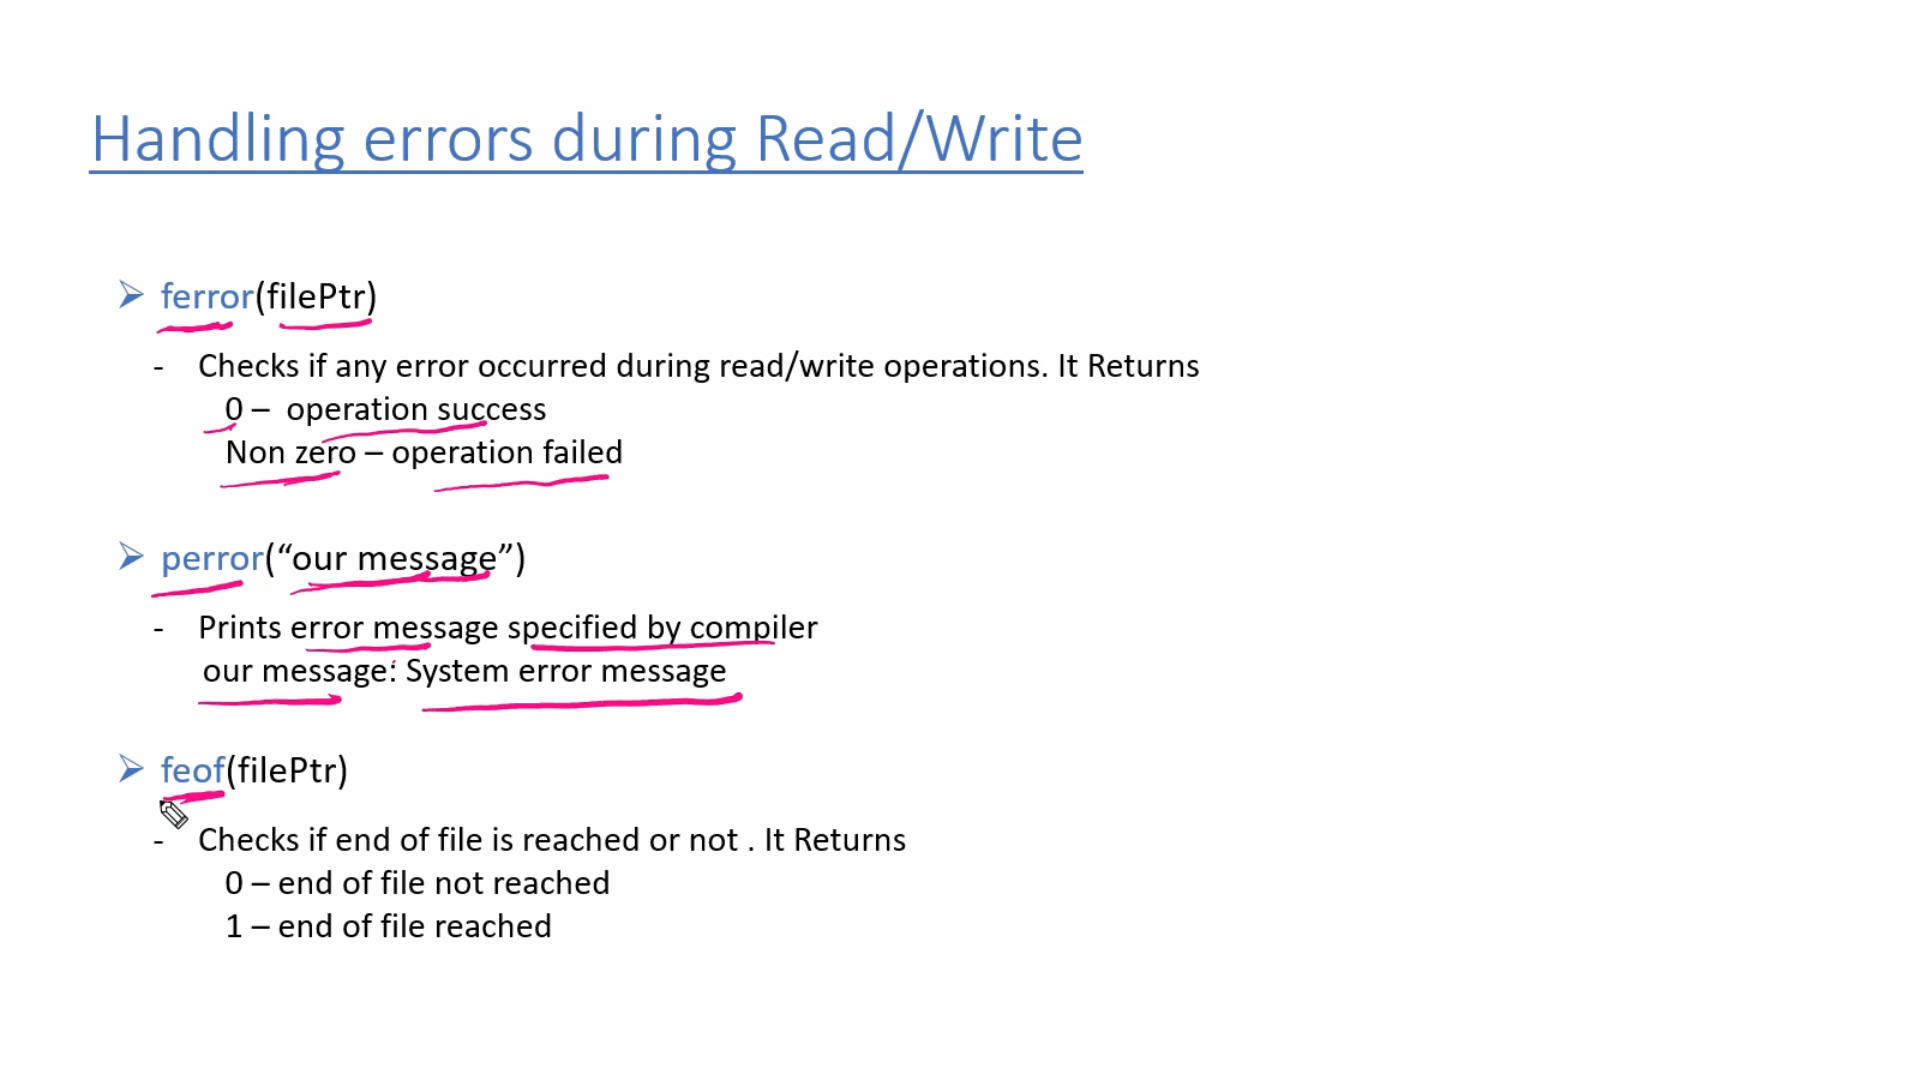 Handling errors during Read/Write
➢ ferror(filePtr)
- Checks if any error occurred during read/write operations. It Returns
0 – operation success
Non zero – operation failed
➢ perror(“our message”)
- Prints error message specified by compiler
our message: System error message
➢ feof(filePtr)
- Checks if end of file is reached or not . It Returns
0 – end of file not reached
1 – end of file reached